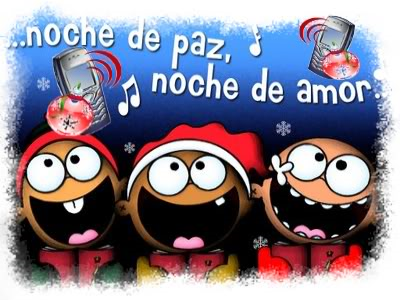 ...noche de paz,
noche de amor.